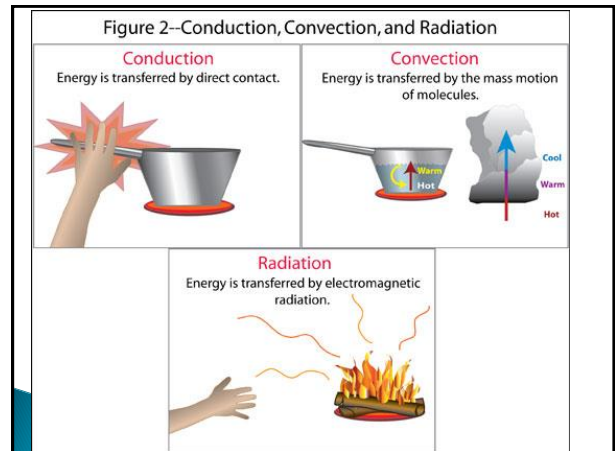 Figure 2--Conduction, Convection, and Radiation
Conduction
Energy is transferred by direct contact.
Convection
Energy is transferred by the mass motion
of molecules.
Warm
Hot
Cool
Warm
Hot
Radiation
Energy is transferred by electromagnetic
radiation.